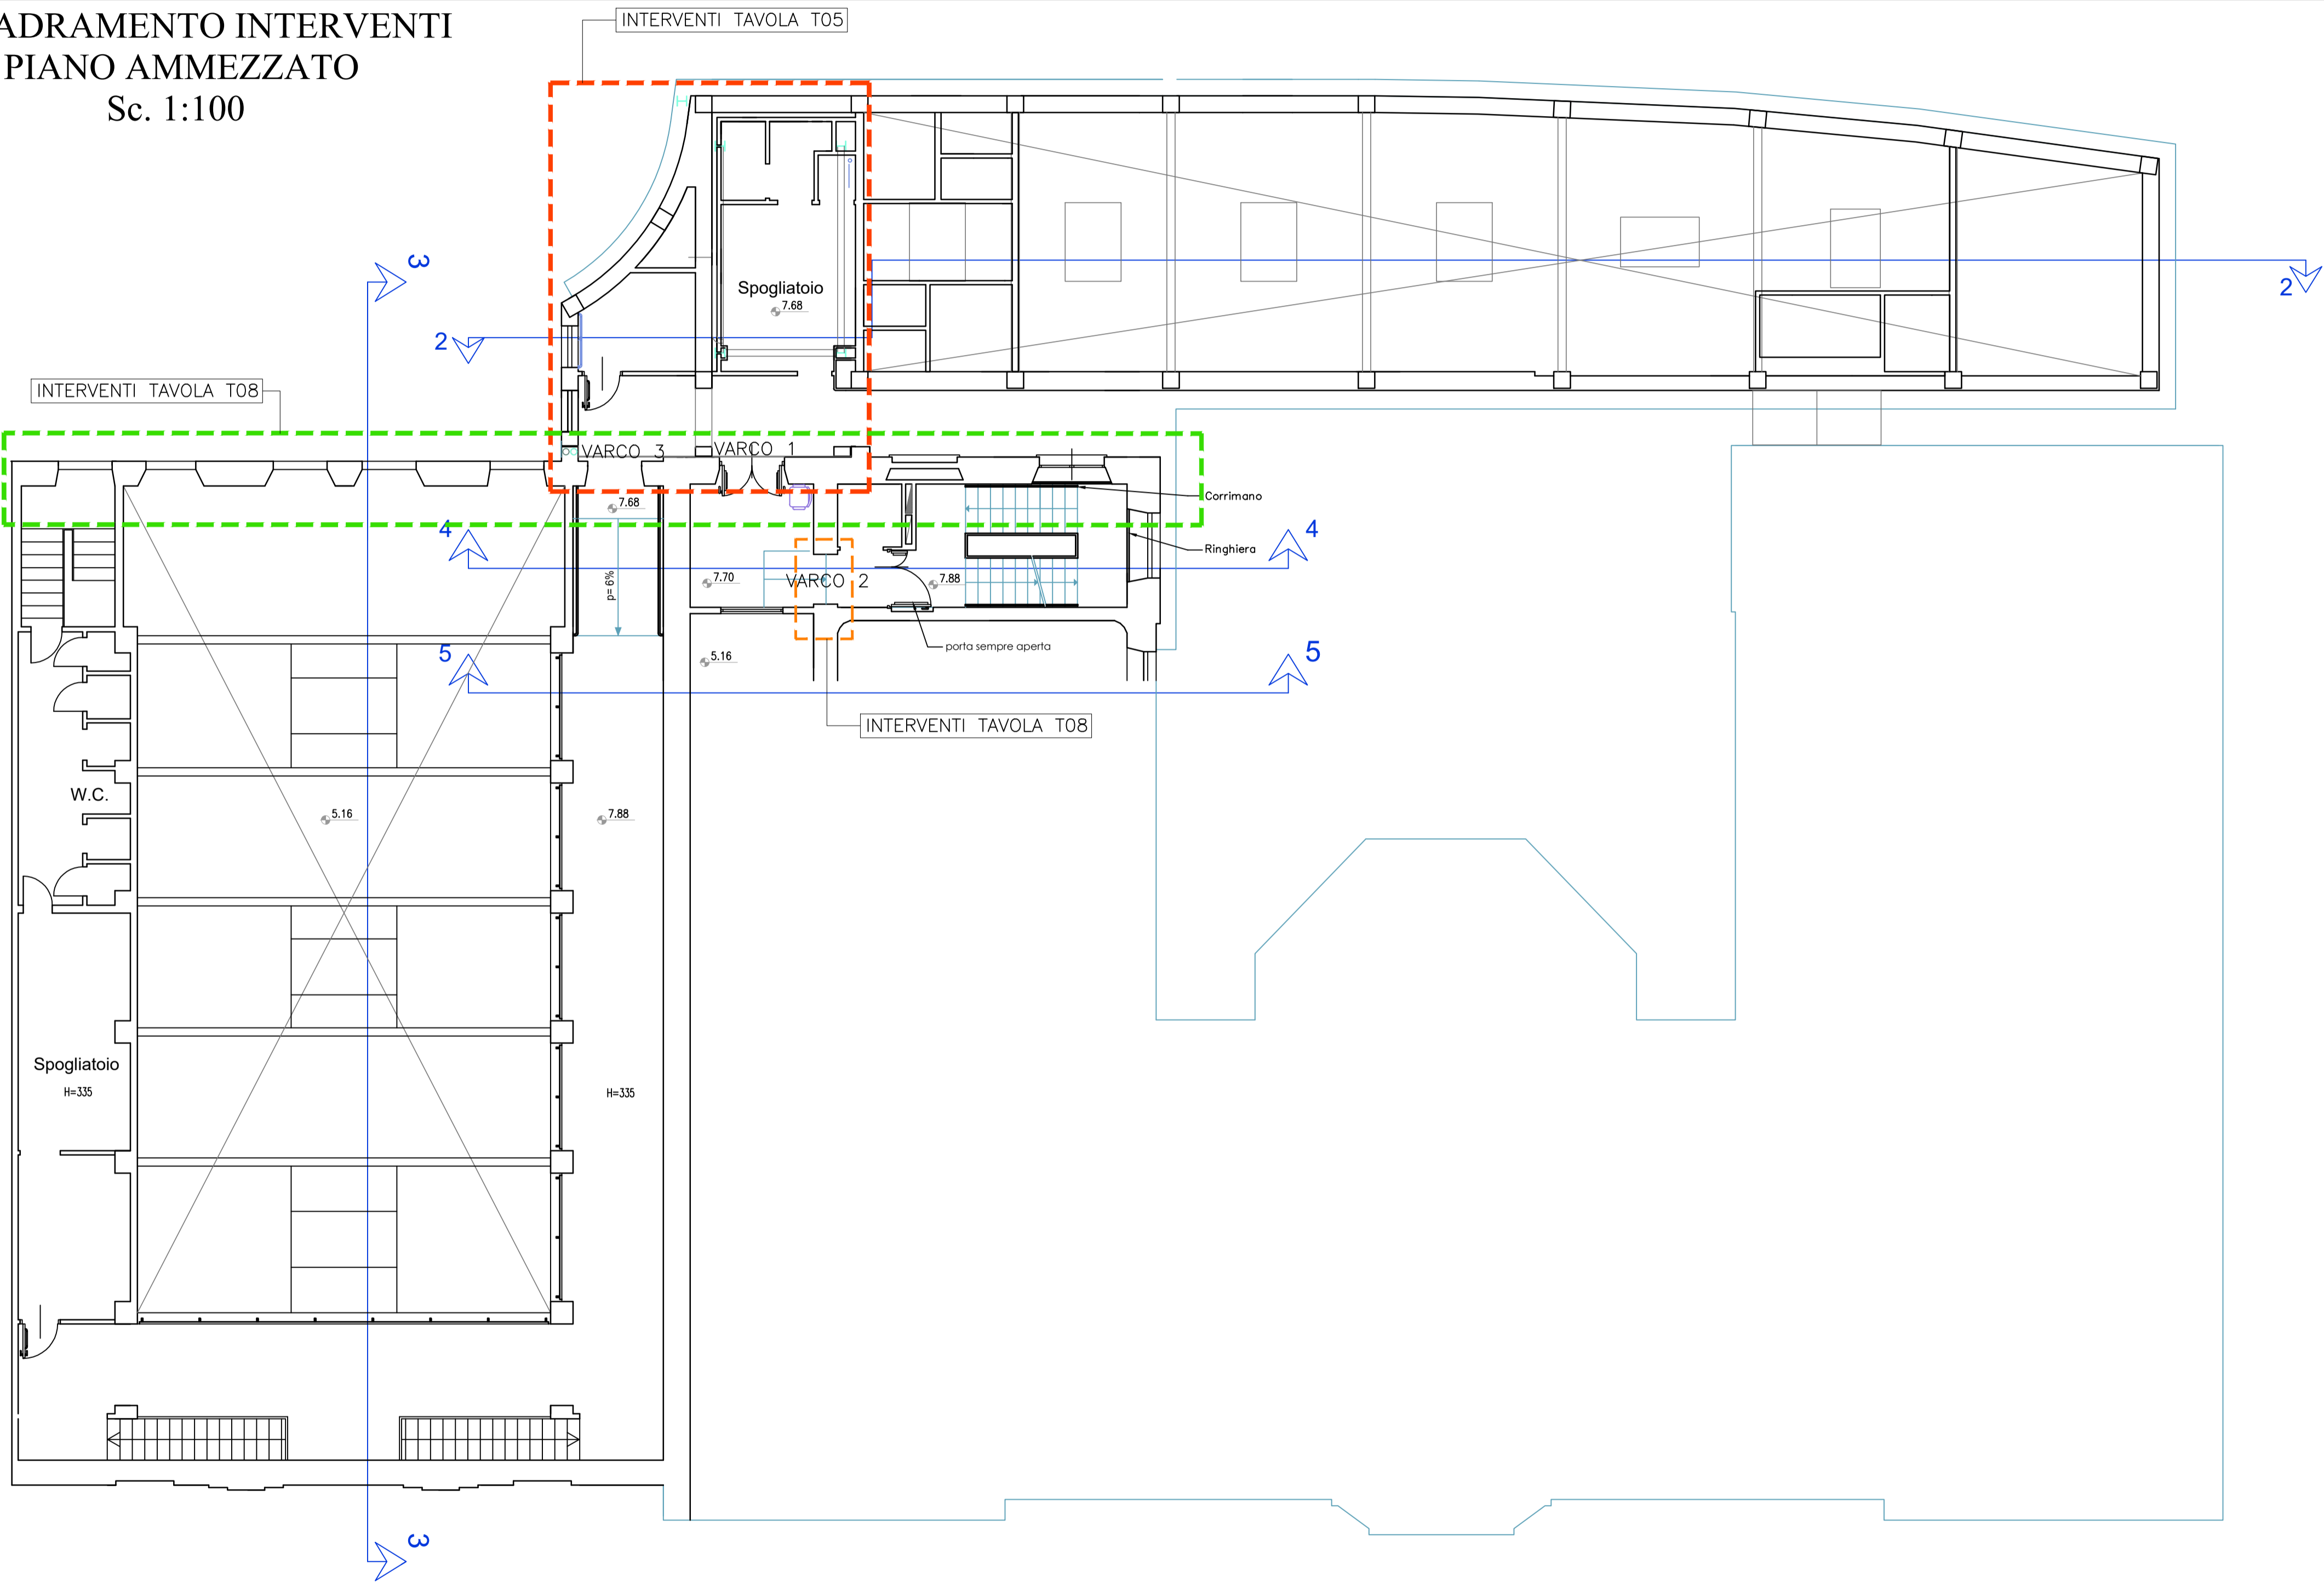 ADRAMENTO INTERVENTI
PIANO AMMEZZATO
Sc. 1:100
INTERVENTI TAVOLA T05
3
Spogliatoio
7.68
2
2
INTERVENTI TAVOLA T08
VARCO 3
VARCO 1
7.68
Corrimano
4
4
Ringhiera
p= 6%
7.70
VARCO 2
7.88
porta sempre aperta
5
5
5.16
INTERVENTI TAVOLA T08
W.C.
5.16
7.88
Spogliatoio
H=335
H=335
3